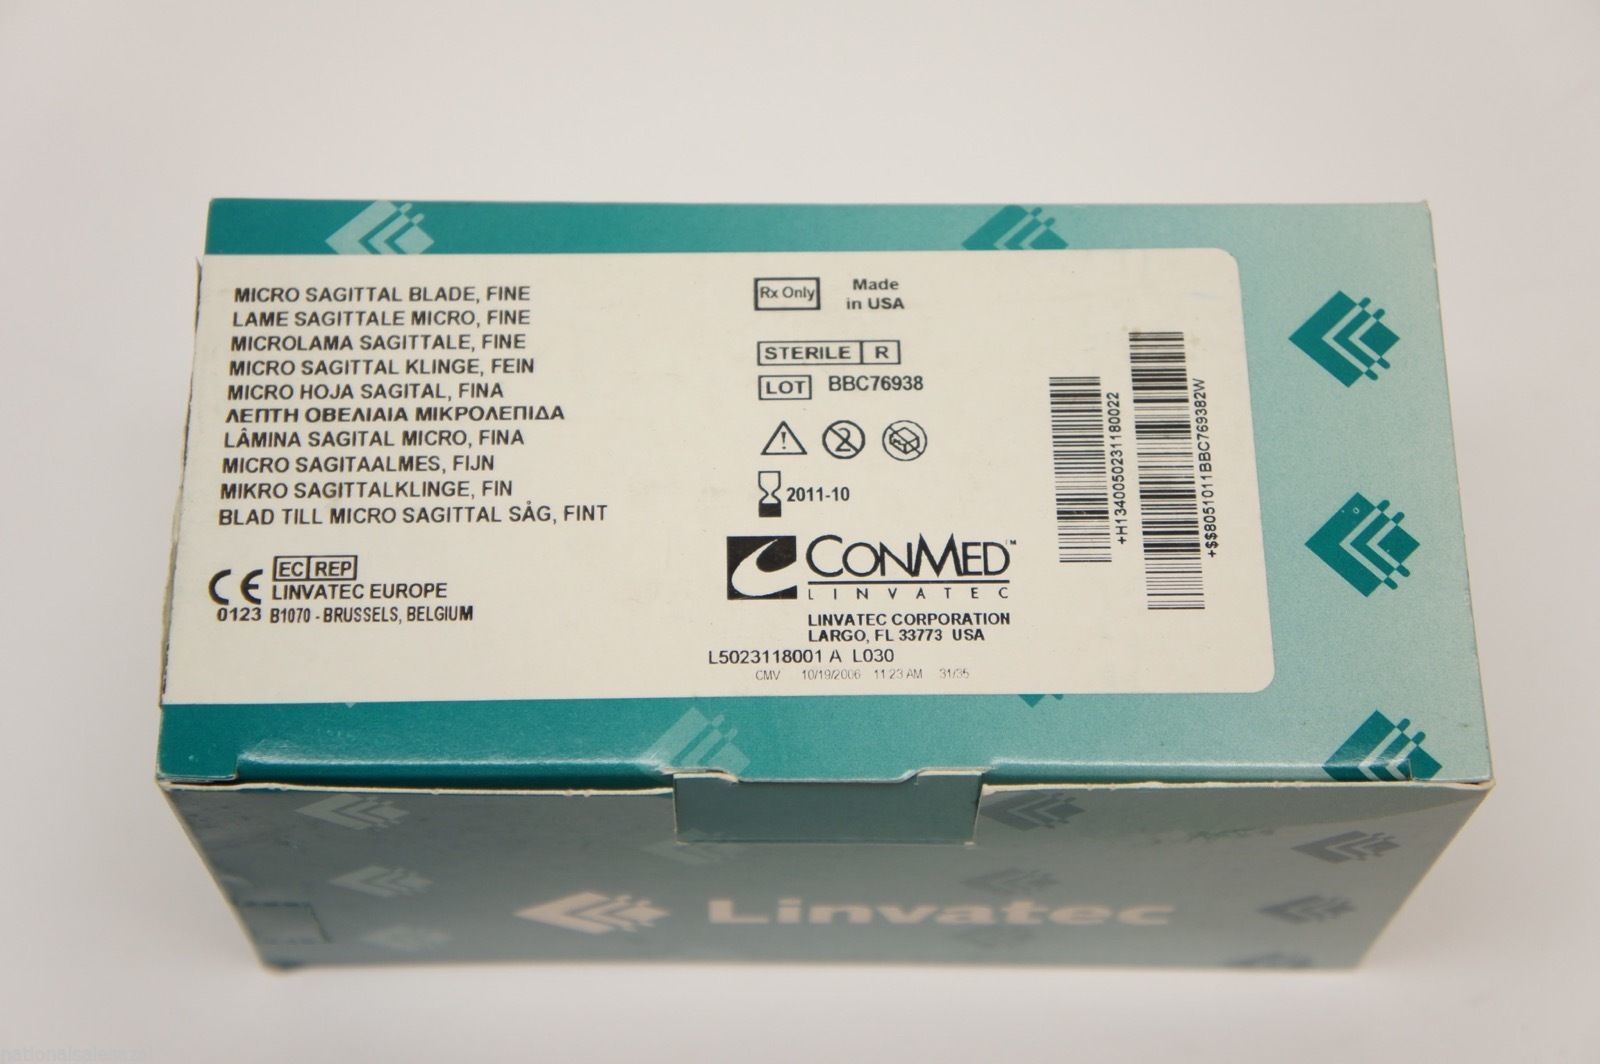 MICRO SAGITTAL BLADE, FINE
LAME SAGITTALE MICRO, FINE
MICROLAMA SAGITTALE, FINE
MICRO SAGITTAL KLINGE, FEIN
MICRO HOJA SAGITAL, FINA
ΛΕΠΤΗ ΟΒΕΛΙΑΙΑ ΜΙΚΡΟΛΕΠΙΔΑ
LÂMINA SAGITAL MICRO, FINA
MICRO SAGITAALMES, FIJN
MIKRO SAGITTALKLINGE, FIN
BLAD TILL MICRO SAGITTAL SÅG, FINT
CE
0123
EC REP
LINVATEC EUROPE
B1070 - BRUSSELS, BELGIUM
Rx Only
Made
in USA
STERILE R
LOT BBC76938
2
2011-10
CONMED™
LINVATEC
LINVATEC CORPORATION
LARGO, FL 33773 USA
L5023118001 A L030
CMV 10/19/2006 11:23 AM 31/35
+H13400502311180022
+$$8051011BBC769382W
Linvatec